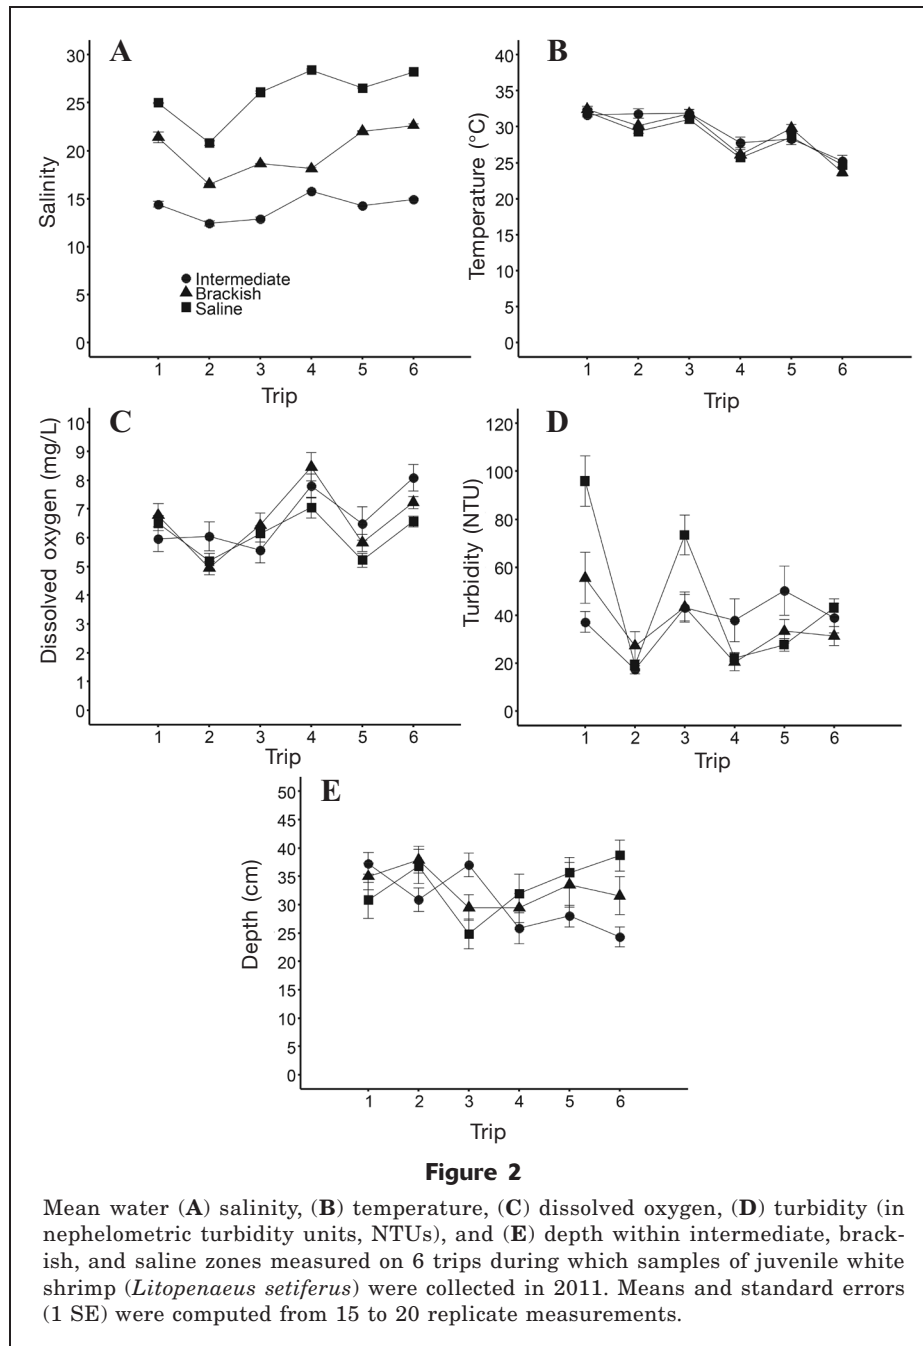 A
30
25
20
15
10
5
0
Salinity
Intermediate
Brackish
Saline
1 2 3 4 5 6
Trip
B
40
35
30
25
20
15
10
5
0
Temperature (°C)
1 2 3 4 5 6
Trip
C
10
9
8
7
6
5
4
3
2
1
0
Dissolved oxygen (mg/L)
1 2 3 4 5 6
Trip
D
120
100
80
60
40
20
0
Turbidity (NTU)
1 2 3 4 5 6
Trip
E
50
45
40
35
30
25
20
15
10
5
0
Depth (cm)
1 2 3 4 5 6
Trip
Figure 2
Mean water (A) salinity, (B) temperature, (C) dissolved oxygen, (D) turbidity (in
nephelometric turbidity units, NTUs), and (E) depth within intermediate, brack-
ish, and saline zones measured on 6 trips during which samples of juvenile white
shrimp (Litopenaeus setiferus) were collected in 2011. Means and standard errors
(1 SE) were computed from 15 to 20 replicate measurements.